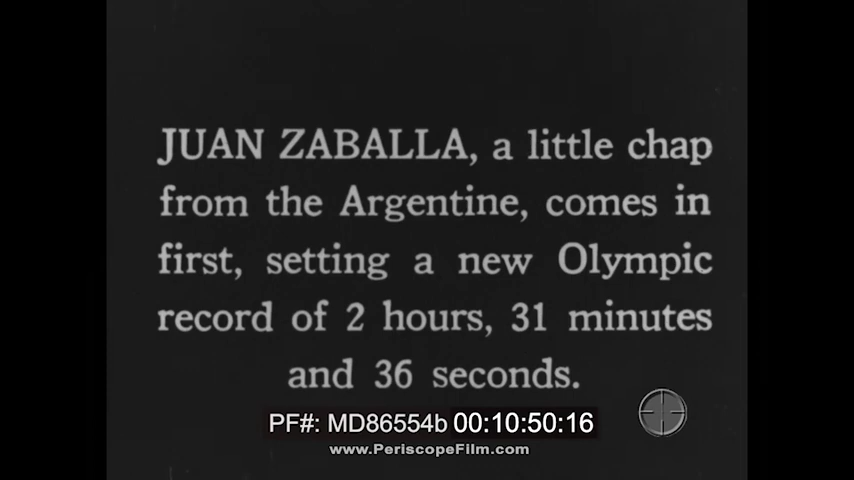 JUAN ZABALLA, a little chap
from the Argentine, comes in
first, setting a new Olympic
record of 2 hours, 31 minutes
and 36 seconds.
PF#: MD86554b 00:10:50:16
www.PeriscopeFilm.com